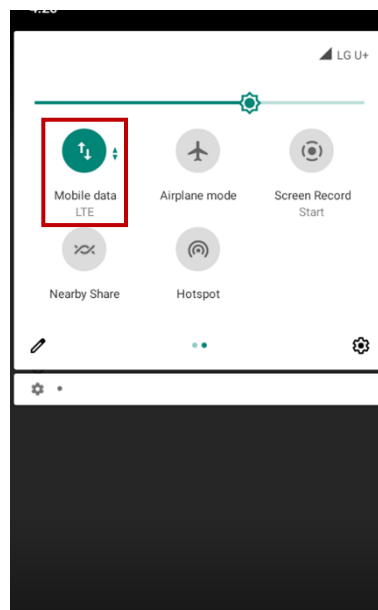 LG U+
Mobile data
LTE
Airplane mode
Screen Record
Start
Nearby Share
Hotspot